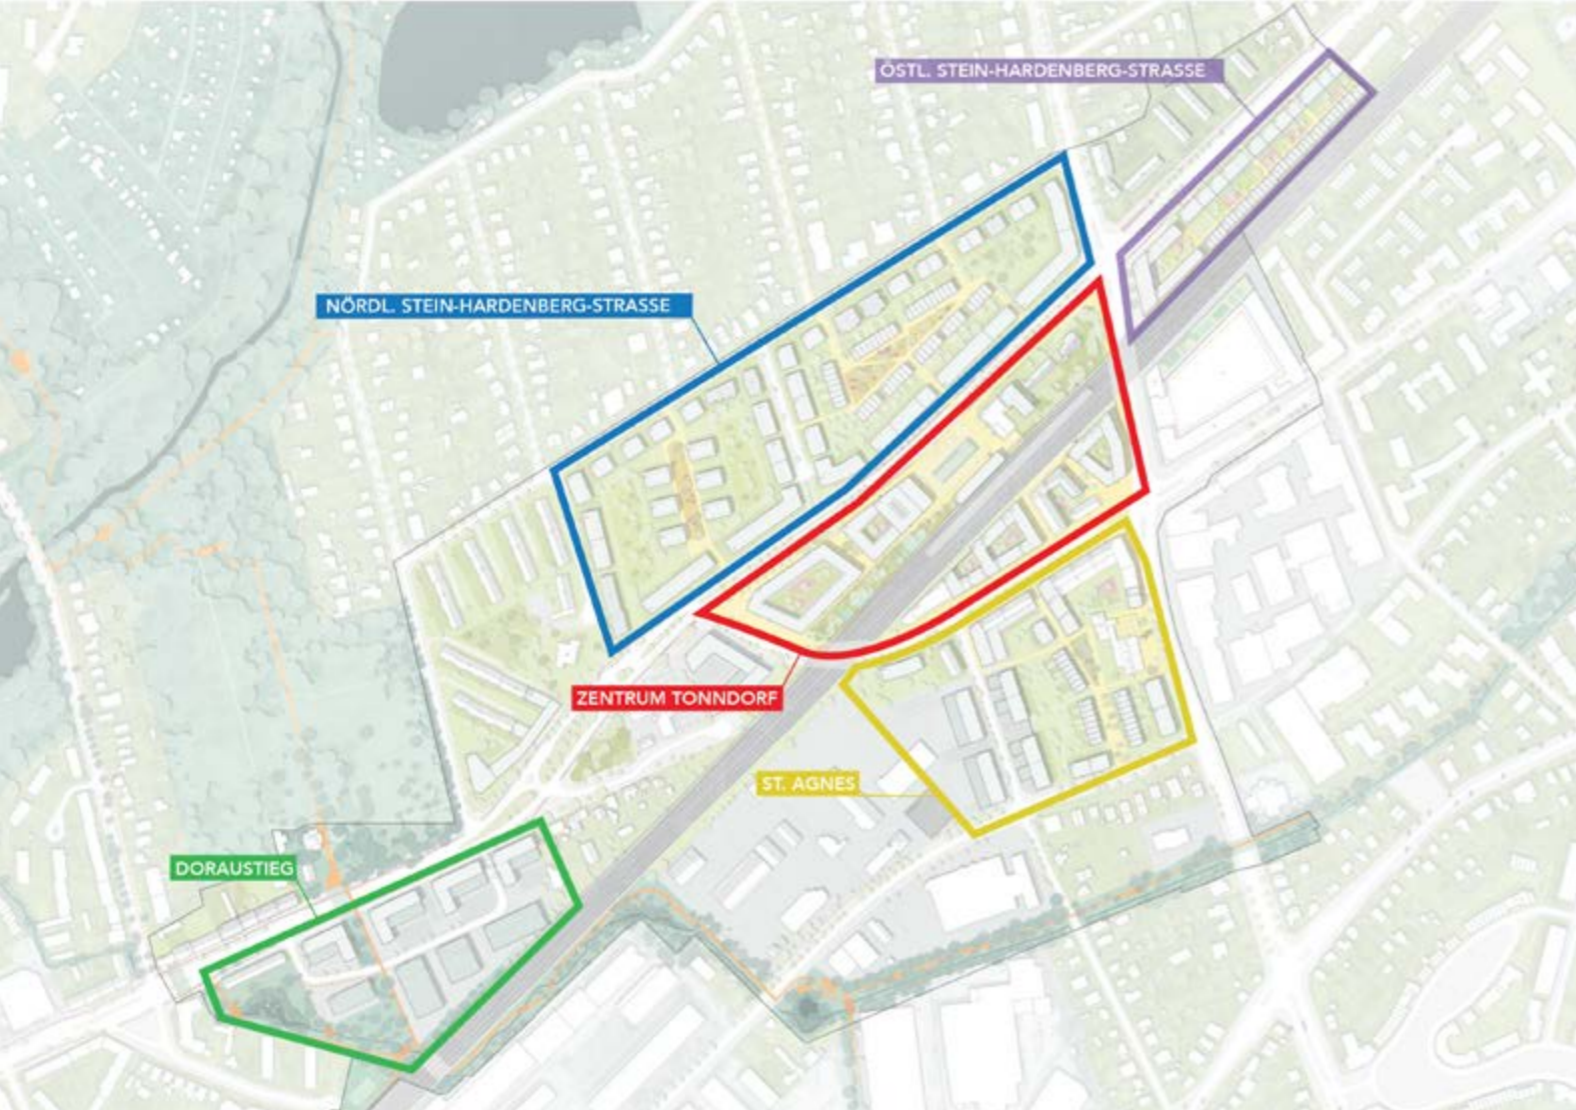 ÖSTL. STEIN-HARDENBERG-STRASSE
NÖRDL. STEIN-HARDENBERG-STRASSE
ZENTRUM TONNDORF
ST. AGNES
DORAUSTIEG